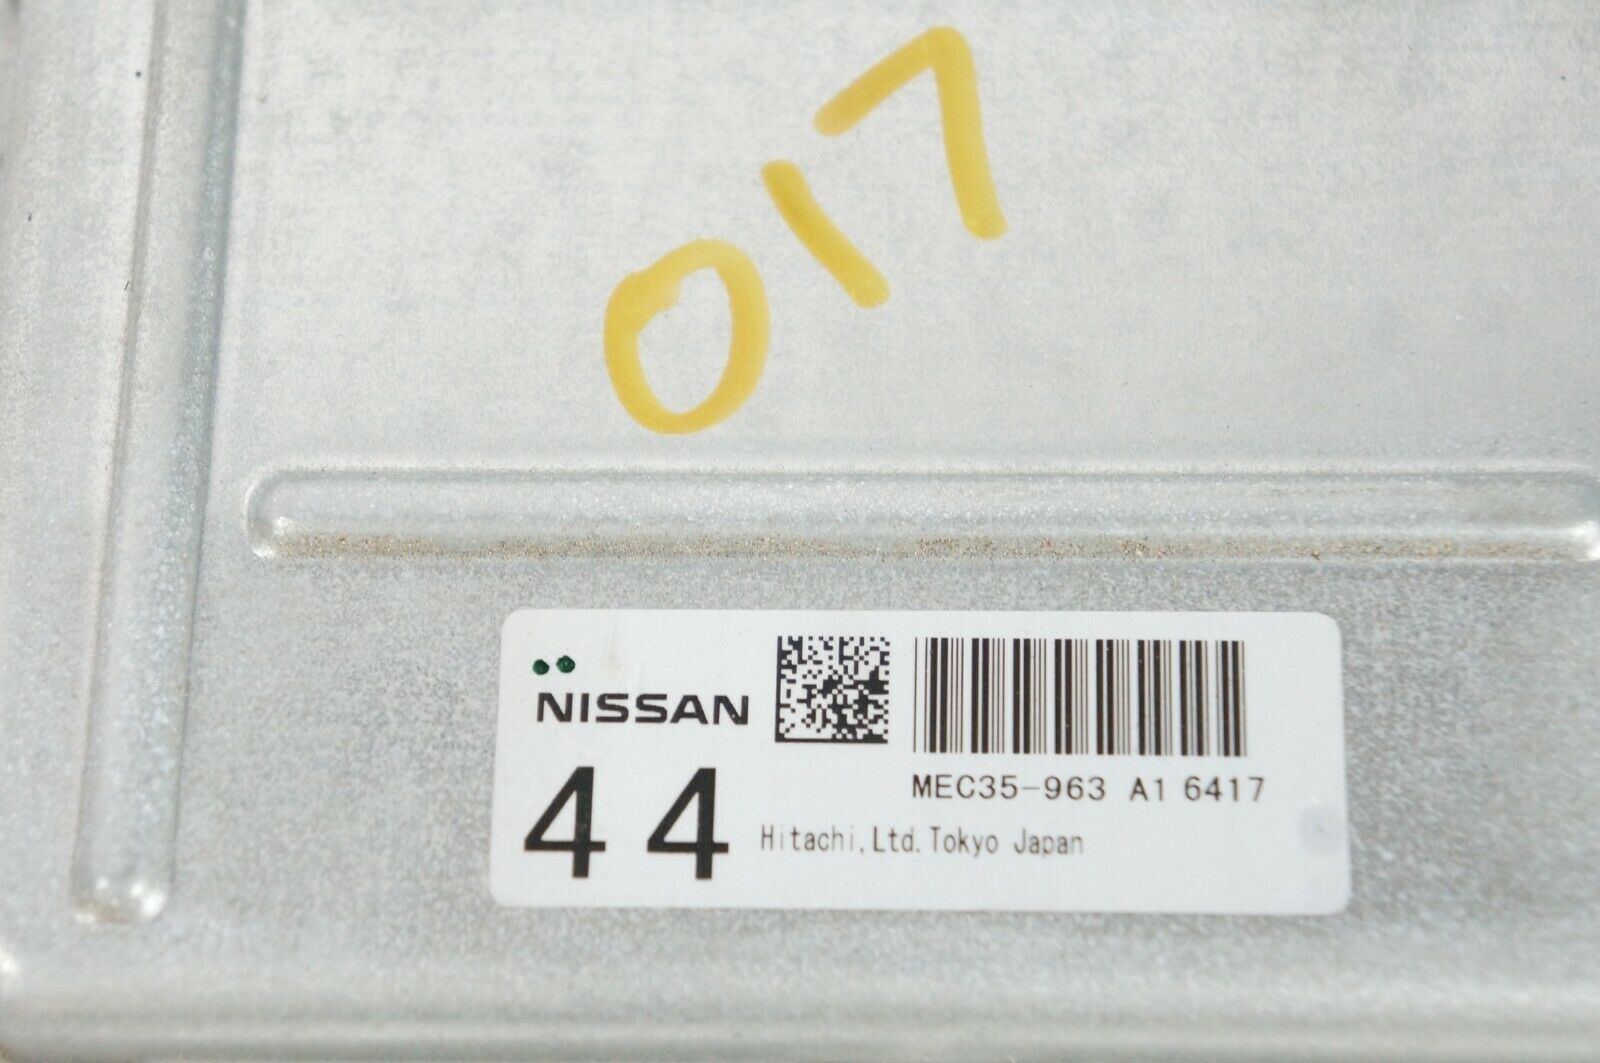 017
NISSAN
MEC35-963 A1 6417
44
Hitachi,Ltd.Tokyo Japan